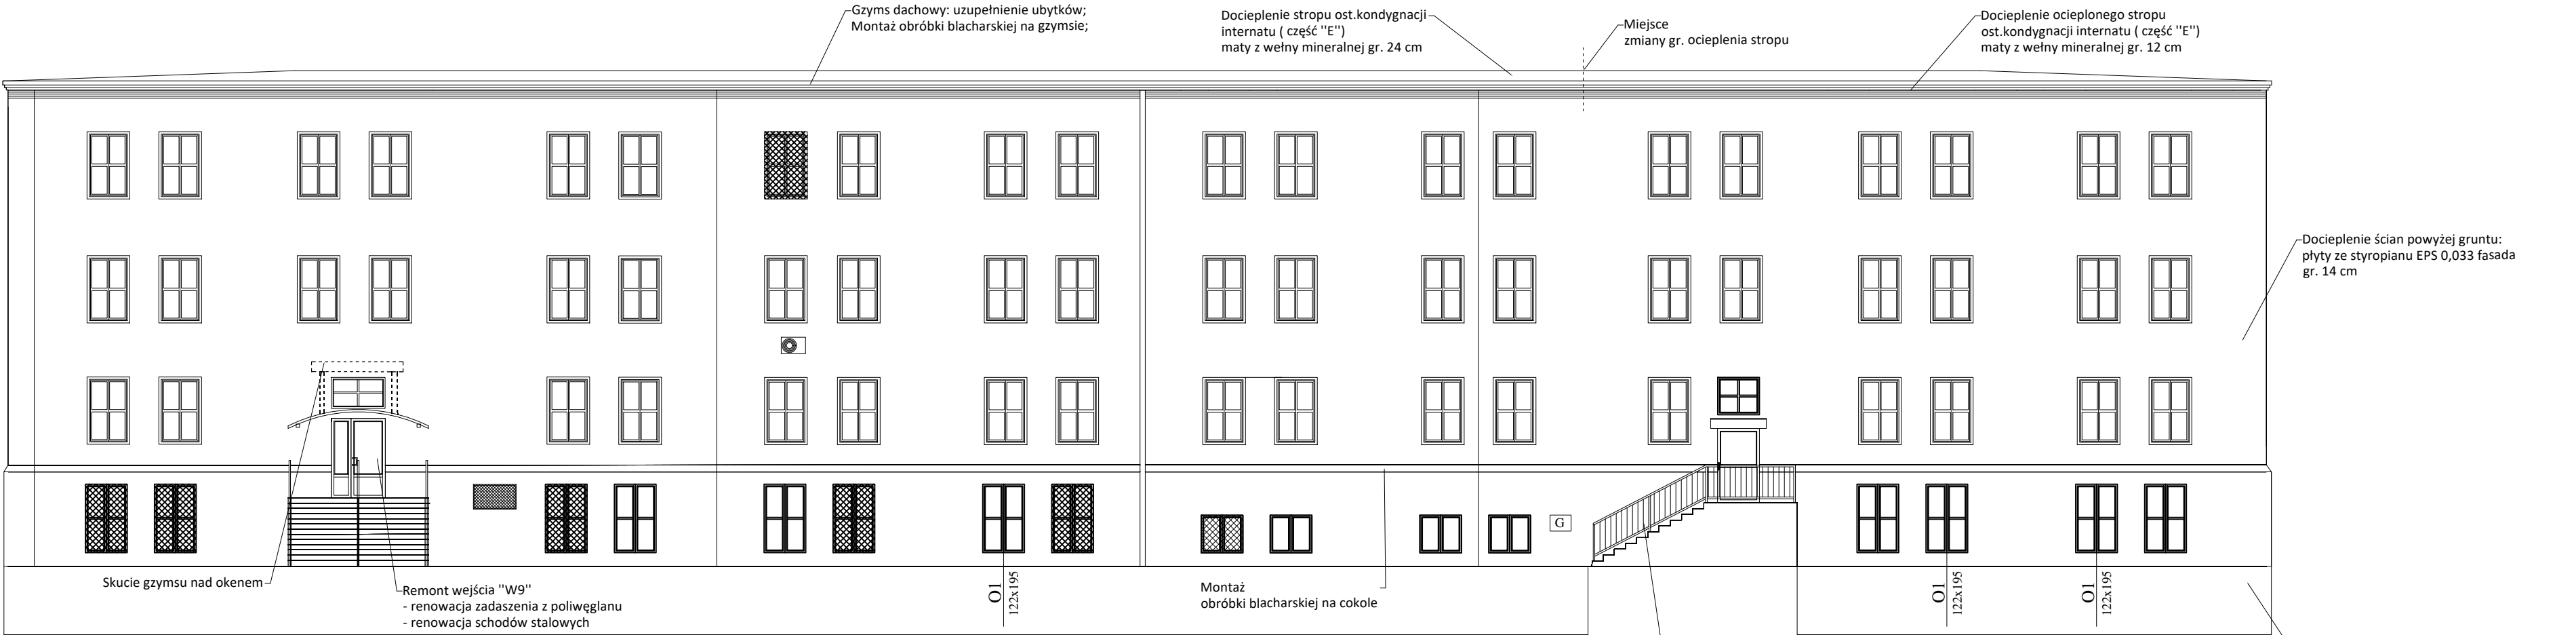 Gzyms dachowy: uzupełnienie ubytków;
Montaż obróbki blacharskiej na gzymsie;
Docieplenie stropu ost.kondygnacji
internatu ( część "E")
maty z wełny mineralnej gr. 24 cm
Miejsce
zmiany gr. ocieplenia stropu
Docieplenie ocieplonego stropu
ost.kondygnacji internatu ( część "E")
maty z wełny mineralnej gr. 12 cm
Docieplenie ścian powyżej gruntu:
płyty ze styropianu EPS 0,033 fasada
gr. 14 cm
G
Skucie gzymsu nad okenem
Remont wejścia "W9"
- renowacja zadaszenia z poliwęglanu
- renowacja schodów stalowych
O1
122x195
Montaż
obróbki blacharskiej na cokole
O1
122x195
O1
122x195